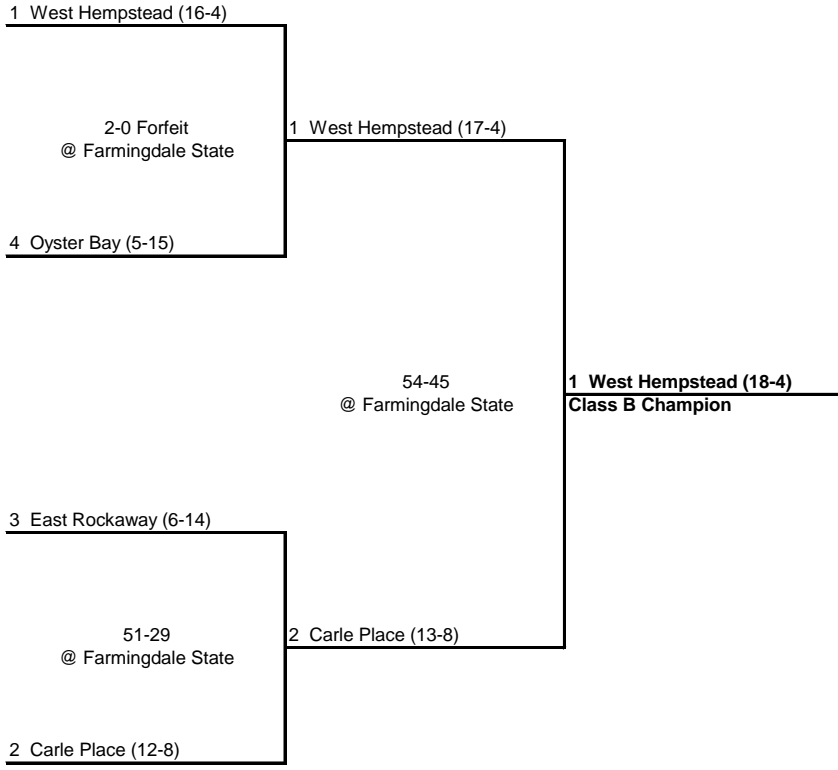 1 West Hempstead (16-4)
2-0 Forfeit
@ Farmingdale State
1 West Hempstead (17-4)
4 Oyster Bay (5-15)
54-45
@ Farmingdale State
1 West Hempstead (18-4)
Class B Champion
3 East Rockaway (6-14)
51-29
@ Farmingdale State
2 Carle Place (13-8)
2 Carle Place (12-8)